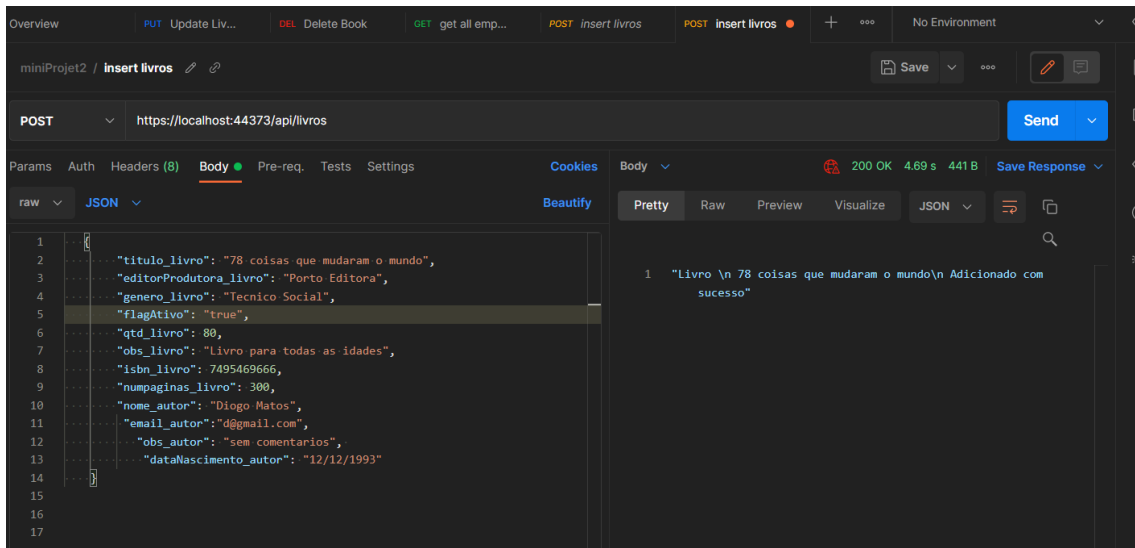 Overview PUT Update Liv... DEL Delete Book GET get all emp... POST insert livros POST insert livros + ooo No Environment
miniProjet2 / insert livros Save ooo
POST https://localhost:44373/api/livros Send
Params Auth Headers (8) Body Pre-req. Tests Settings Cookies
raw JSON Beautify
1 {
2 "titulo_livro": "78 coisas que mudaram o mundo",
3 "editorProdutora_livro": "Porto Editora",
4 "genero_livro": "Tecnico Social",
5 "flagAtivo": "true",
6 "qtd_livro": 80,
7 "obs_livro": "Livro para todas as idades",
8 "isbn_livro": 7495469666,
9 "numpaginas_livro": 300,
10 "nome_autor": "Diogo Matos",
11 "email_autor":"d@gmail.com",
12 "obs_autor": "sem comentarios",
13 "dataNascimento_autor": "12/12/1993"
14 }
15
16
17
Body 200 OK 4.69 s 441 B Save Response
Pretty Raw Preview Visualize JSON
1 "Livro \n 78 coisas que mudaram o mundo\n Adicionado com
sucesso"